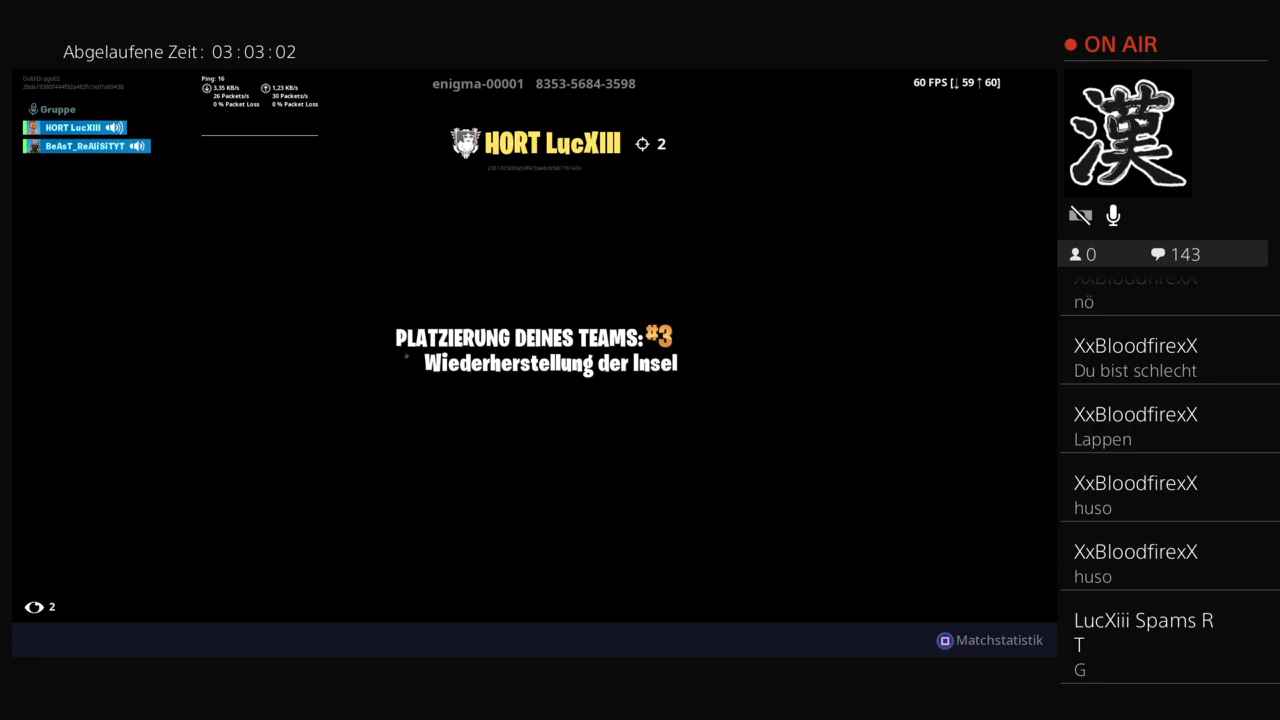 Abgelaufene Zeit: 03:03:02
ON AIR
漢
Gold-Drago02
Ping: 16
3,35 KB/s 1,23 KB/s
26 Packets/s 30 Packets/s
0 % Packet Loss 0 % Packet Loss
enigma-00001 8353-5684-3598
60 FPS [↓ 59 ↑ 60]
Gruppe
HORT LucXIII
BeAsT_ReAliSiTYT
HORT LucXIII 2
PLATZIERUNG DEINES TEAMS: #3
Wiederherstellung der Insel
2
Matchstatistik
0 143
XxBloodfirexX
nö
XxBloodfirexX
Du bist schlecht
XxBloodfirexX
Lappen
XxBloodfirexX
huso
XxBloodfirexX
huso
LucXiii Spams R
T
G